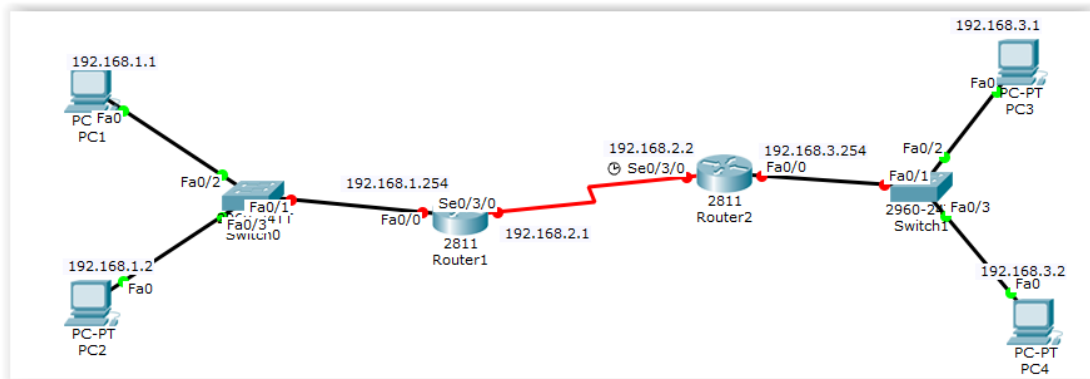 192.168.1.1
PC
Fa0
PC1
Fa0/2
Fa0/1
Fa0/3
Switch0
192.168.1.2
Fa0
PC-PT
PC2
192.168.1.254
Fa0/0
Se0/3/0
2811
Router1
192.168.2.1
192.168.2.2
Se0/3/0
2811
Router2
192.168.3.254
Fa0/0
Fa0/1
Fa0/2
Fa0/3
Switch1
192.168.3.1
Fa0
PC-PT
PC3
192.168.3.2
Fa0
PC-PT
PC4